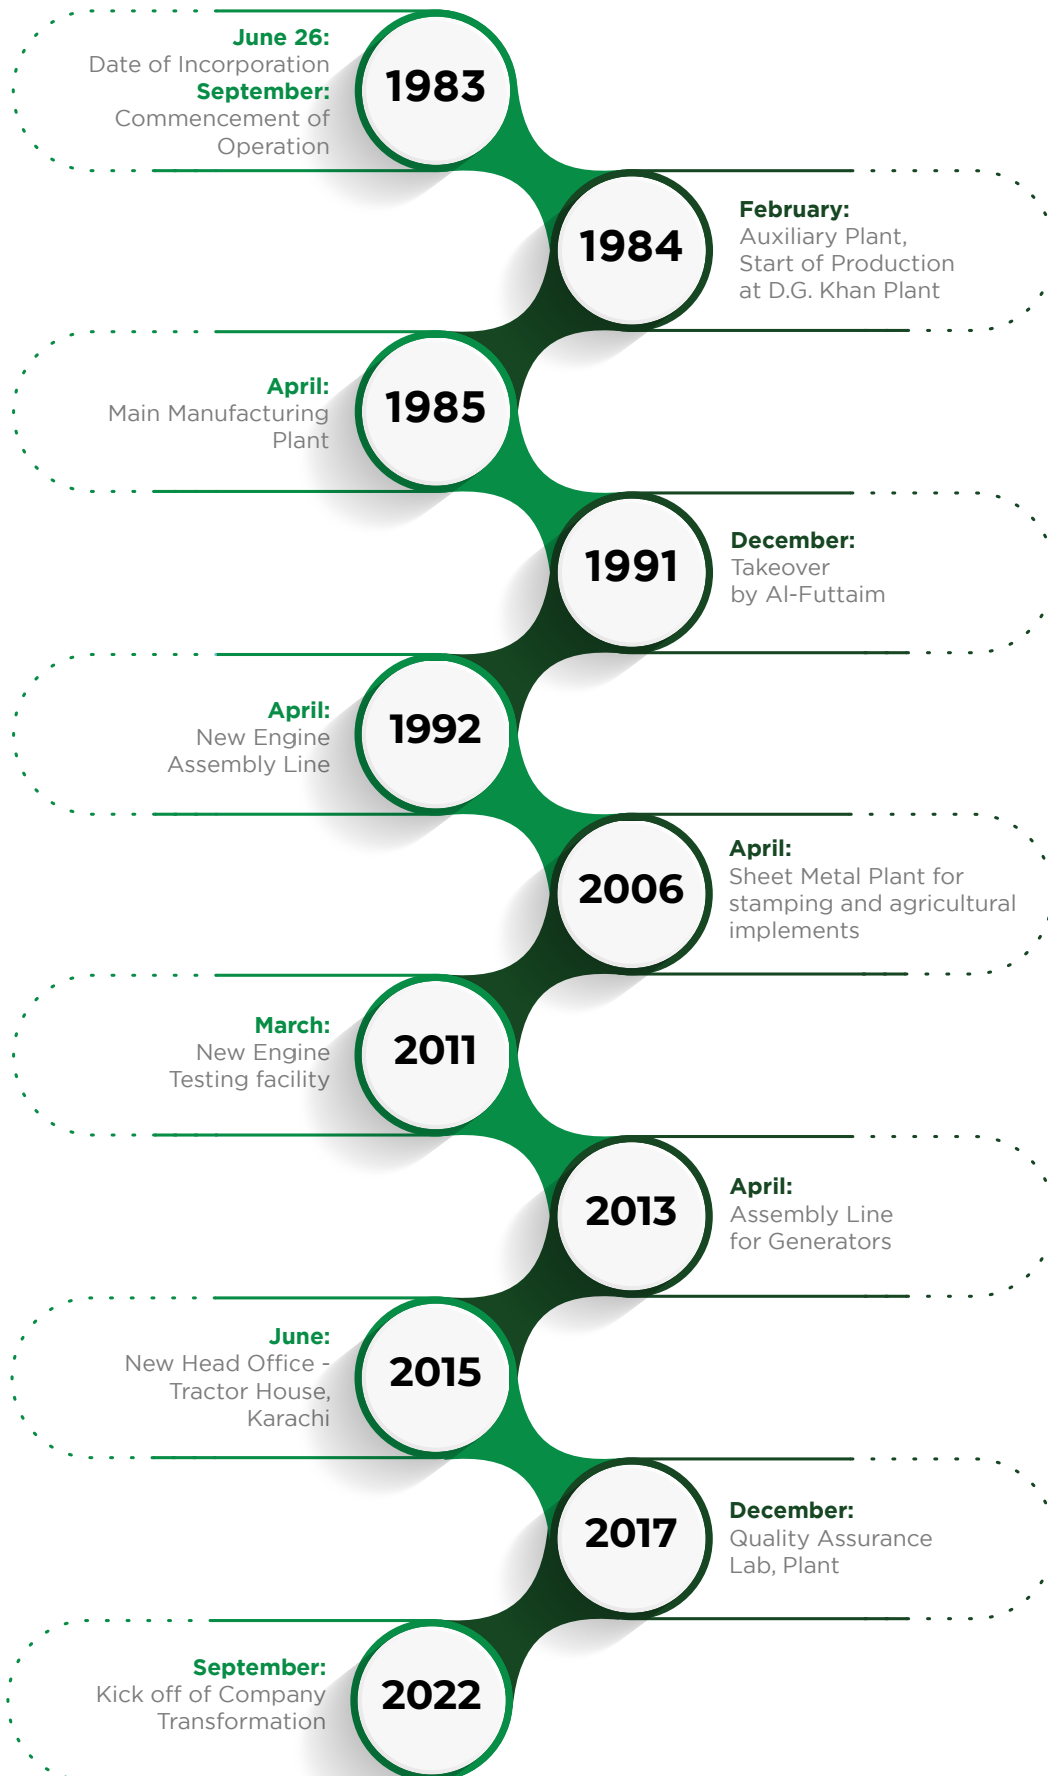 June 26:
Date of Incorporation
September:
Commencement of
Operation
1983
1984
February:
Auxiliary Plant,
Start of Production
at D.G. Khan Plant
April:
Main Manufacturing
Plant
1985
1991
December:
Takeover
by Al-Futtaim
April:
New Engine
Assembly Line
1992
2006
April:
Sheet Metal Plant for
stamping and agricultural
implements
March:
New Engine
Testing facility
2011
2013
April:
Assembly Line
for Generators
June:
New Head Office -
Tractor House,
Karachi
2015
2017
December:
Quality Assurance
Lab, Plant
September:
Kick off of Company
Transformation
2022